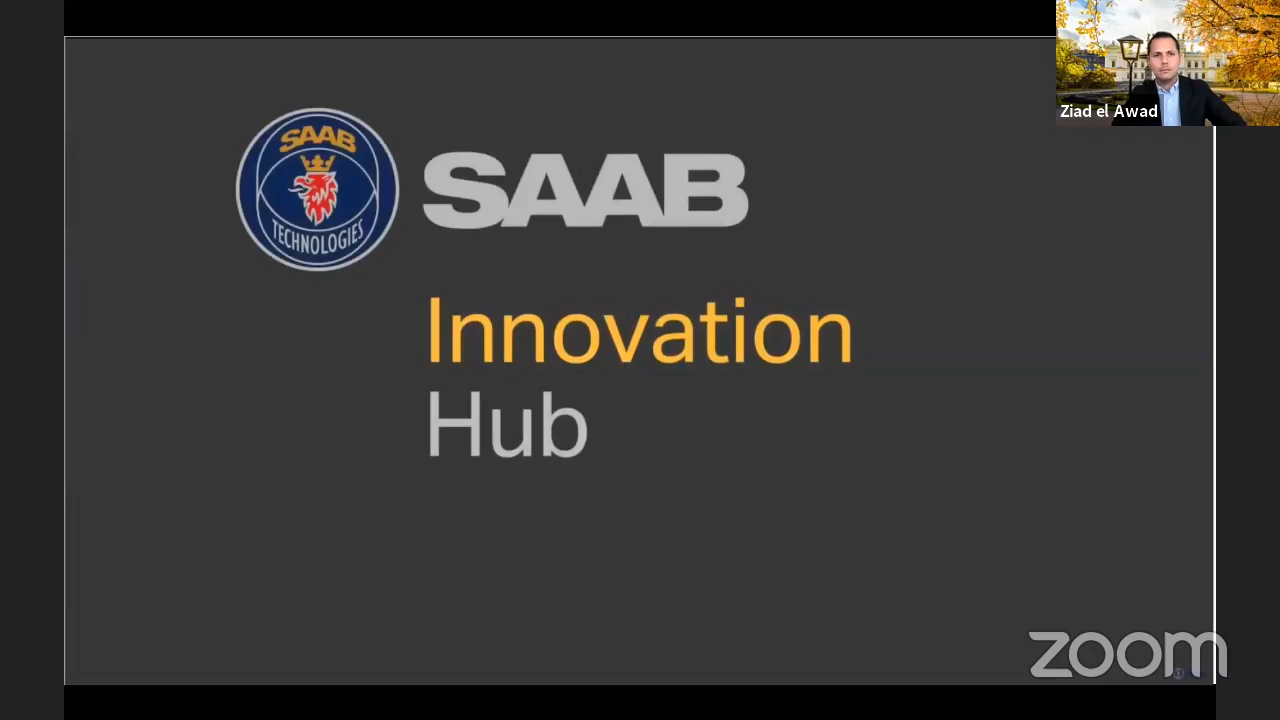 Ziad el Awad
SAAB
TECHNOLOGIES
SAAB
Innovation
Hub
zoom